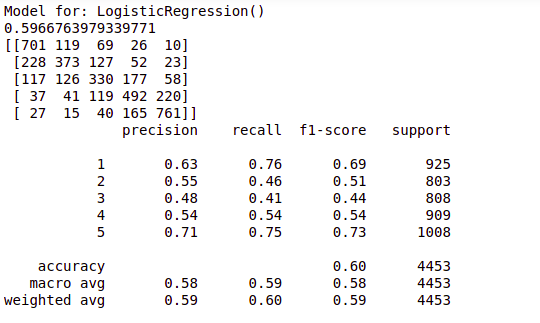 Model for: LogisticRegression()
0.5966763979339771
[[701 119  69  26  10]
 [228 373 127  52  23]
 [117 126 330 177  58]
 [ 37  41 119 492 220]
 [ 27  15  40 165 761]]
              precision    recall  f1-score   support
           1       0.63      0.76      0.69       925
           2       0.55      0.46      0.51       803
           3       0.48      0.41      0.44       808
           4       0.54      0.54      0.54       909
           5       0.71      0.75      0.73      1008
    accuracy                           0.60      4453
   macro avg       0.58      0.59      0.58      4453
weighted avg       0.59      0.60      0.59      4453